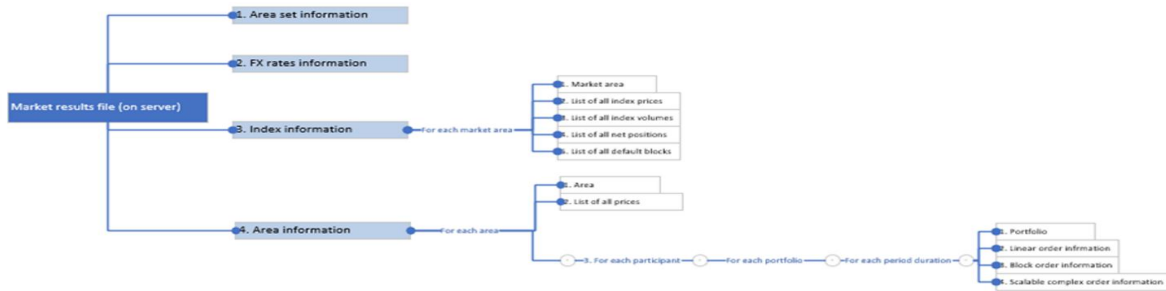 1. Area set information
2. FX rates information
Market results file (on server)
3. Index information
For each market area
1. Market area
2. List of all index prices
3. List of all index volumes
4. List of all net positions
5. List of all default blocks
4. Area information
For each area
1. Area
2. List of all prices
3. For each participant
For each portfolio
For each period duration
1. Portfolio
2. Linear order infrmation
3. Block order information
4. Scalable complex order information